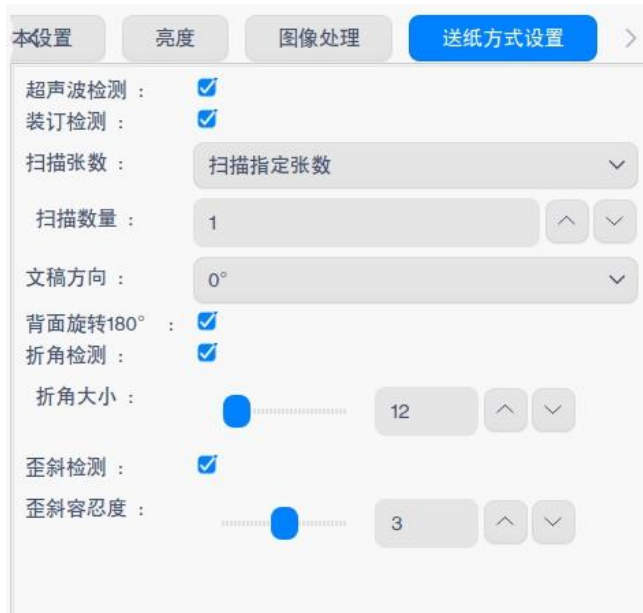 本设置 亮度 图像处理 送纸方式设置
超声波检测：
装订检测：
扫描张数： 扫描指定张数
扫描数量： 1
文稿方向： 0°
背面旋转180° ：
折角检测：
折角大小： 12
歪斜检测：
歪斜容忍度： 3